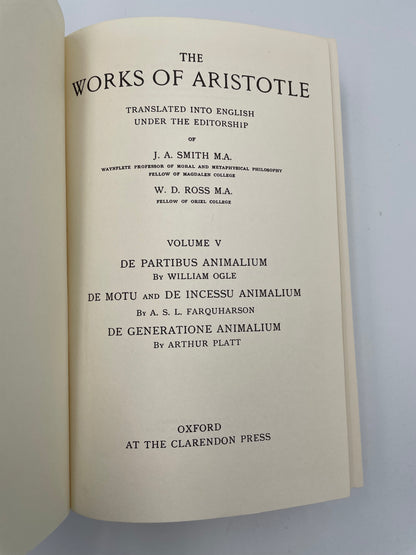 THE
WORKS OF ARISTOTLE
TRANSLATED INTO ENGLISH
UNDER THE EDITORSHIP
OF
J. A. SMITH M.A.
WAYNFLETE PROFESSOR OF MORAL AND METAPHYSICAL PHILOSOPHY
FELLOW OF MAGDALEN COLLEGE
W. D. ROSS M.A.
FELLOW OF ORIEL COLLEGE
VOLUME V
DE PARTIBUS ANIMALIUM
BY WILLIAM OGLE
DE MOTU AND DE INCESSU ANIMALIUM
BY A. S. L. FARQUHARSON
DE GENERATIONE ANIMALIUM
BY ARTHUR PLATT
OXFORD
AT THE CLARENDON PRESS